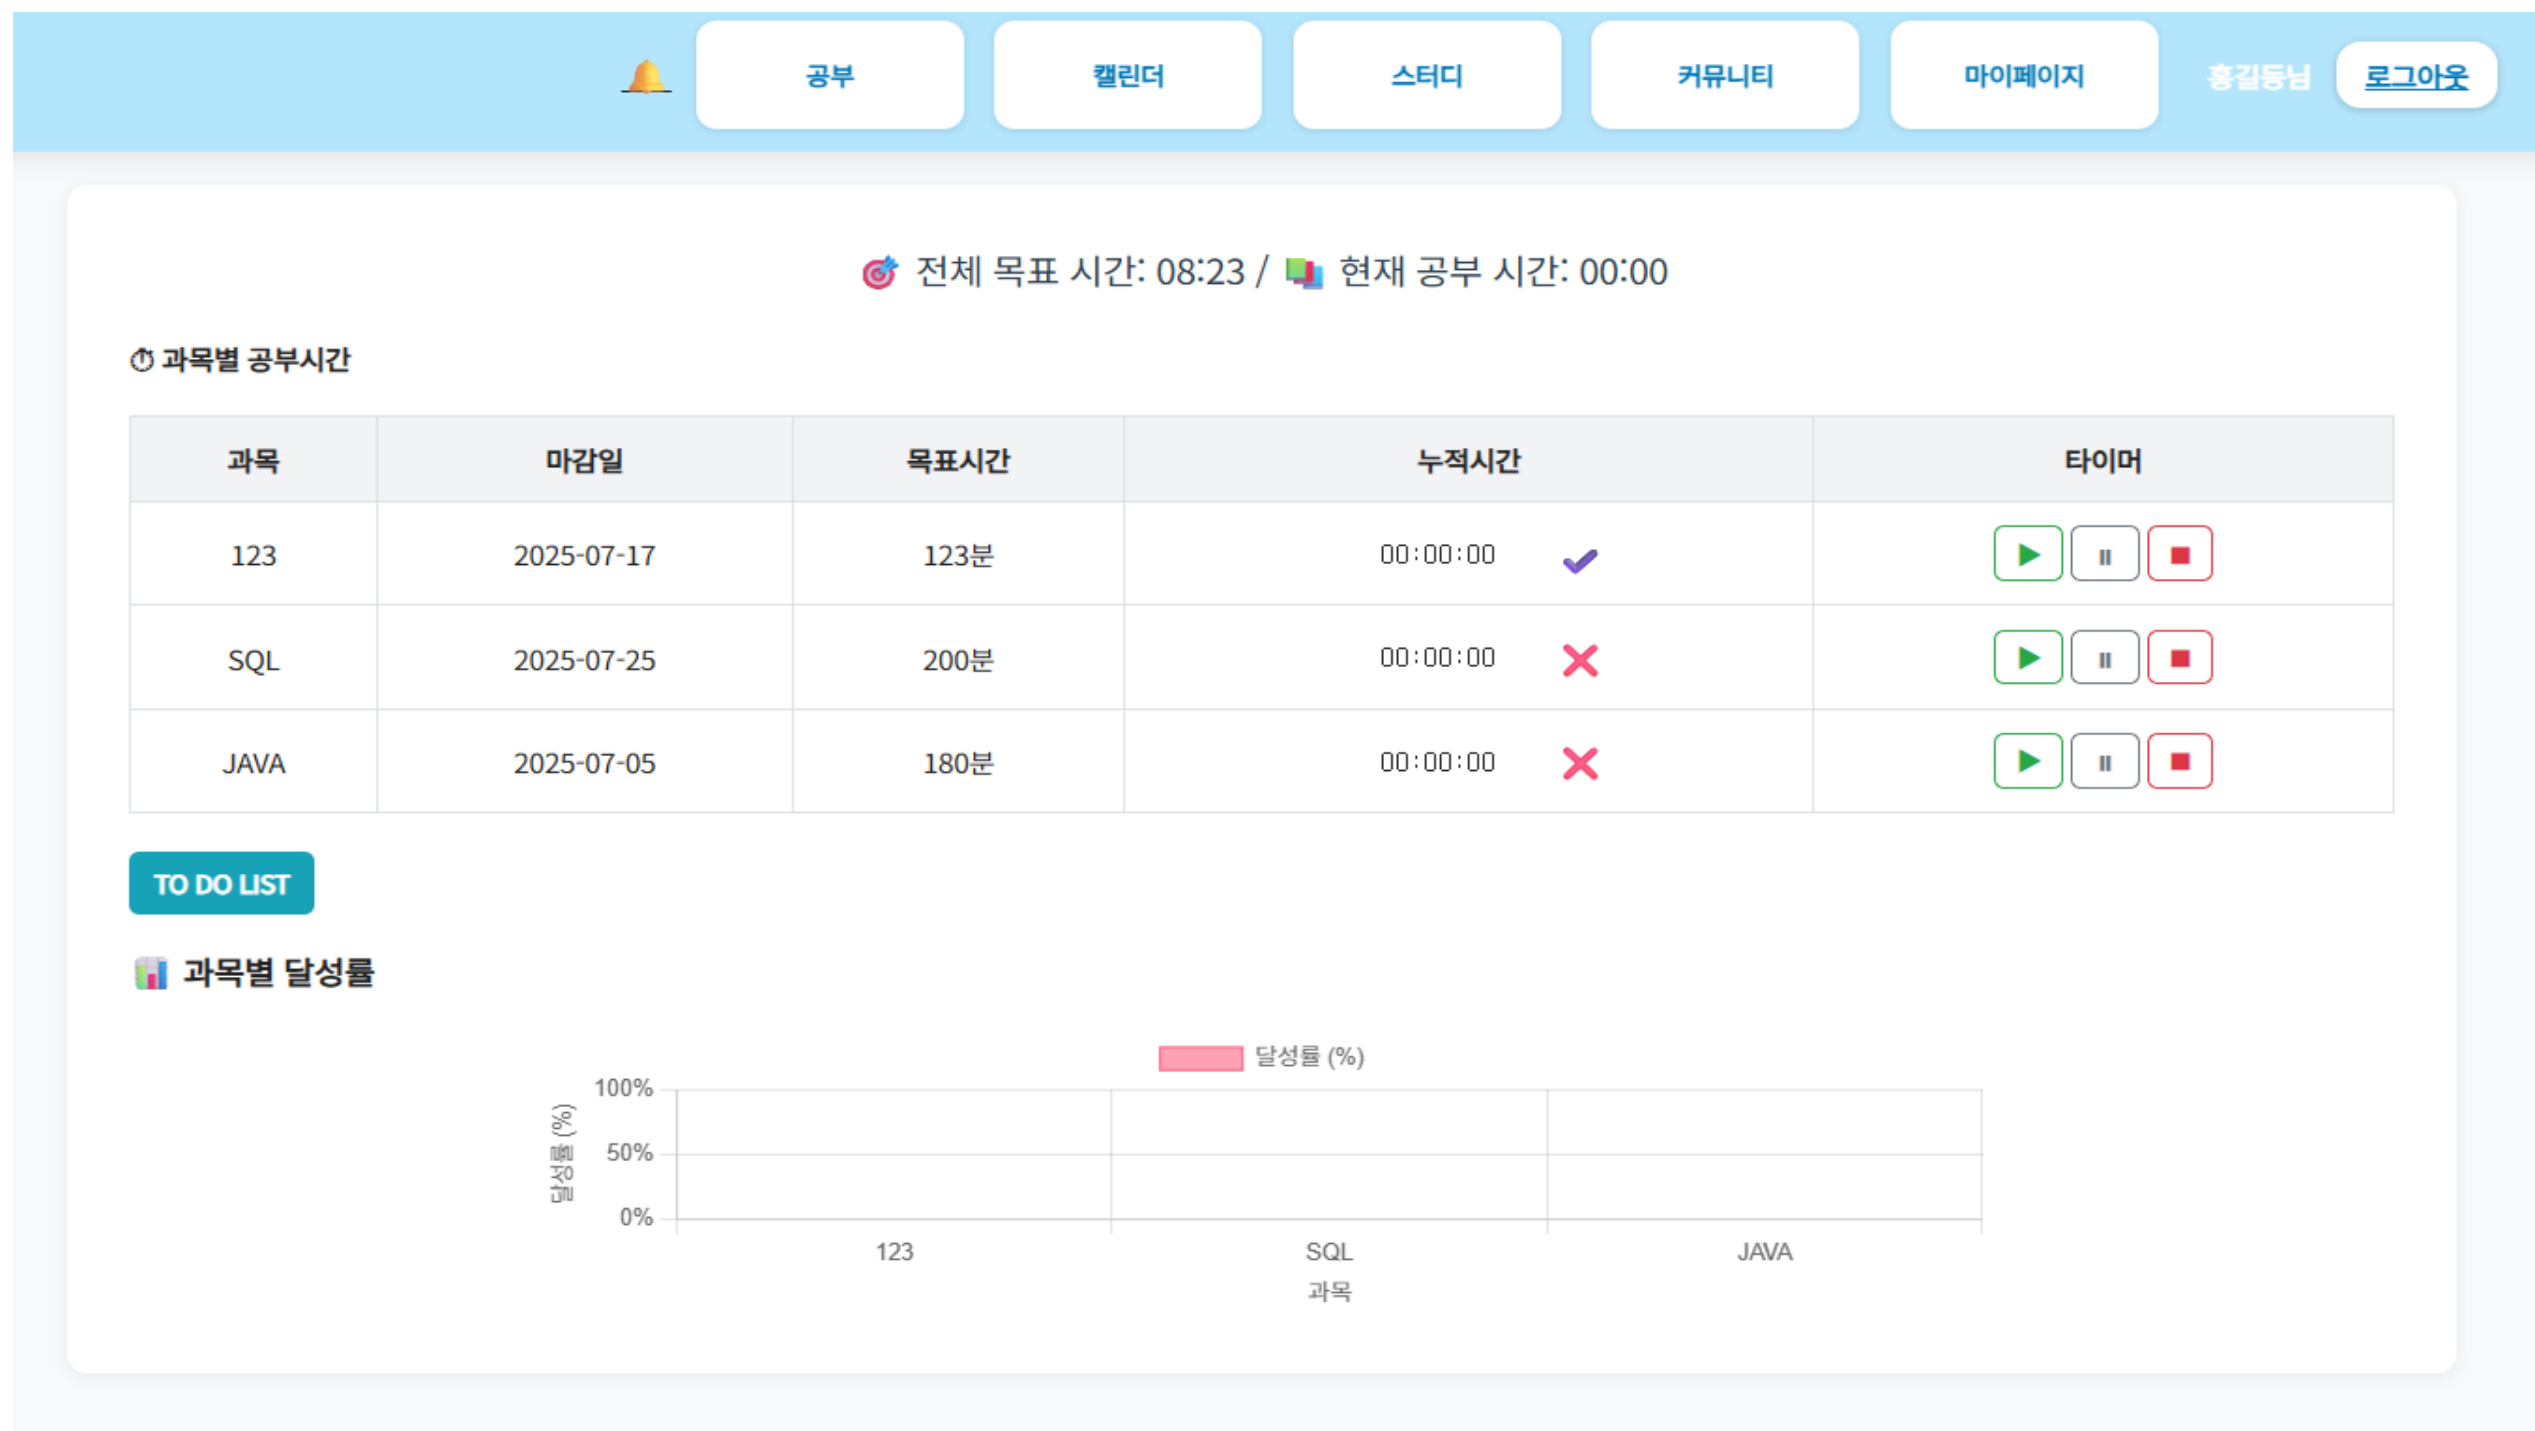 공부 캘린더 스터디 커뮤니티 마이페이지 홍길동님 로그아웃
전체 목표 시간: 08:23 / 현재 공부 시간: 00:00
과목별 공부시간
과목 마감일 목표시간 누적시간 타이머
123 2025-07-17 123분 00:00:00
SQL 2025-07-25 200분 00:00:00
JAVA 2025-07-05 180분 00:00:00
TO DO LIST
과목별 달성률
달성률 (%)
달성률 (%)
100%
50%
0%
123 SQL JAVA
과목